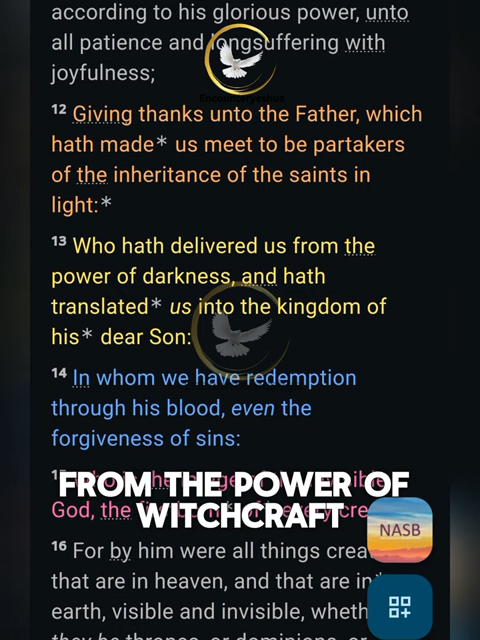 according to his glorious power, unto
all patience and longsuffering with
joyfulness;
12 Giving thanks unto the Father, which
hath made* us meet to be partakers
of the inheritance of the saints in
light:*
13 Who hath delivered us from the
power of darkness, and hath
translated* us into the kingdom of
his* dear Son:
14 In whom we have redemption
through his blood, even the
forgiveness of sins:
FROM THE POWER OF
God, the
WITCHCRAFT
NASB
16 For by him were all things
that are in heaven, and that are in
earth, visible and invisible,